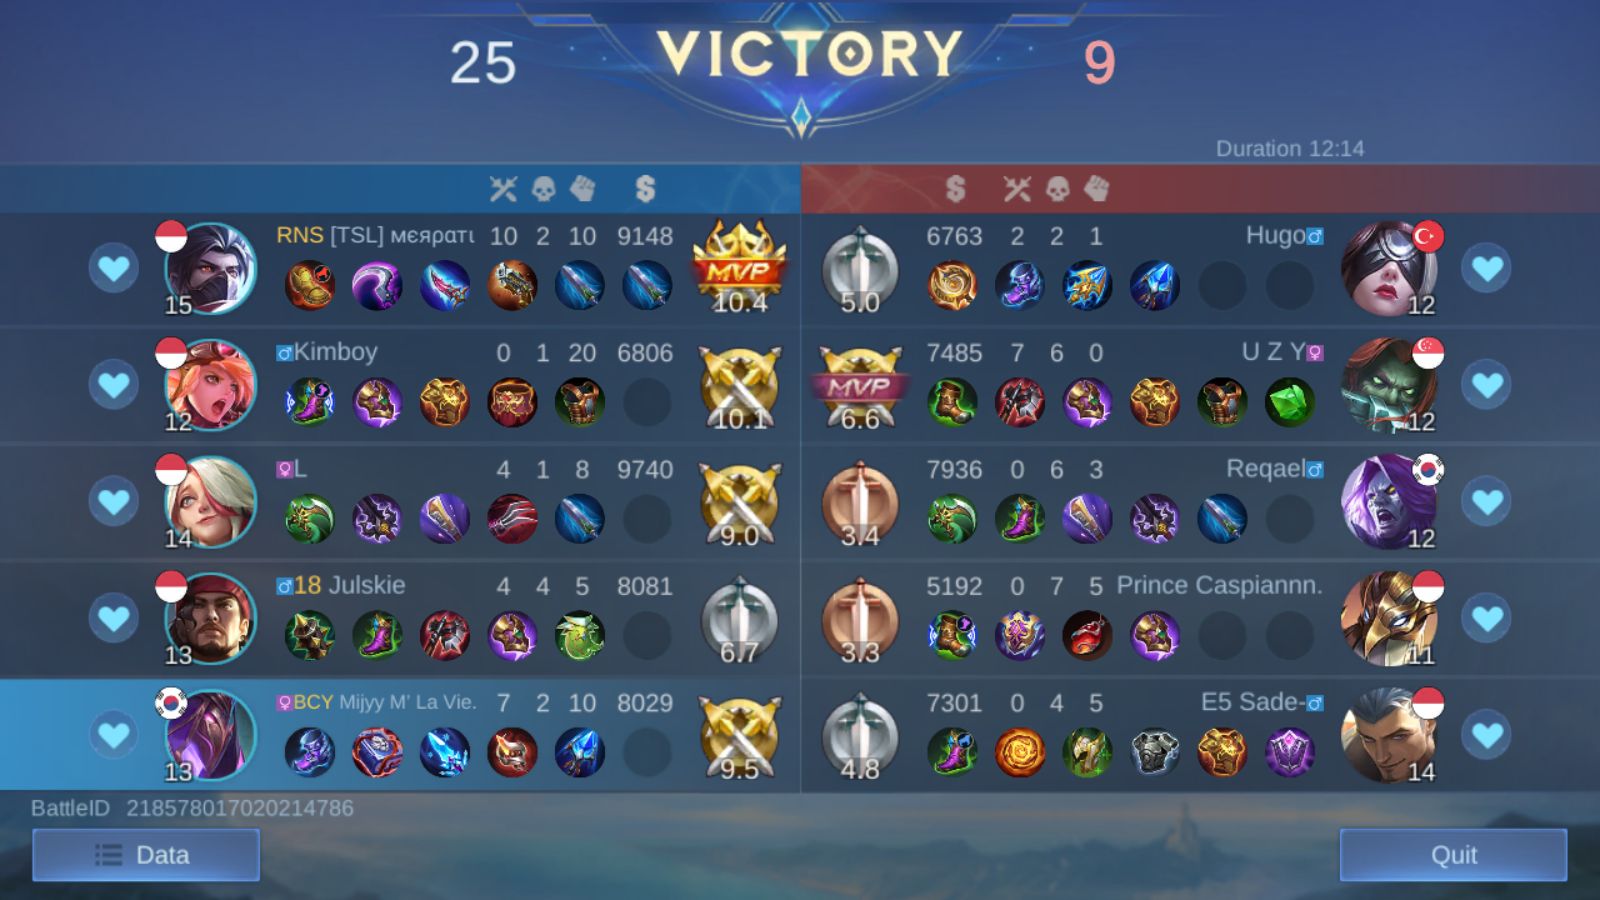 25 VICTORY 9
Duration 12:14
RNS [TSL] мєяpατι 10 2 10 9148
15
MVP 10.4
5.0
6763 2 2 1 Hugo♂
12
♂Kimboy 0 1 20 6806
12
10.1
MVP 6.6
7485 7 6 0 U Z Y♀
12
♀L 4 1 8 9740
14
9.0
3.4
7936 0 6 3 Reqael♂
12
♂18 Julskie 4 4 5 8081
13
6.7
3.3
5192 0 7 5 Prince Caspiannn.
11
♀BCY Mijyy M' La Vie. 7 2 10 8029
13
9.5
4.8
7301 0 4 5 E5 Sade-♂
14
BattleID 218578017020214786
Data
Quit